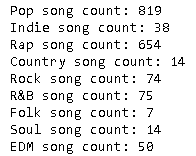 Pop song count: 819
Indie song count: 38
Rap song count: 654
Country song count: 14
Rock song count: 74
R&B song count: 75
Folk song count: 7
Soul song count: 14
EDM song count: 50